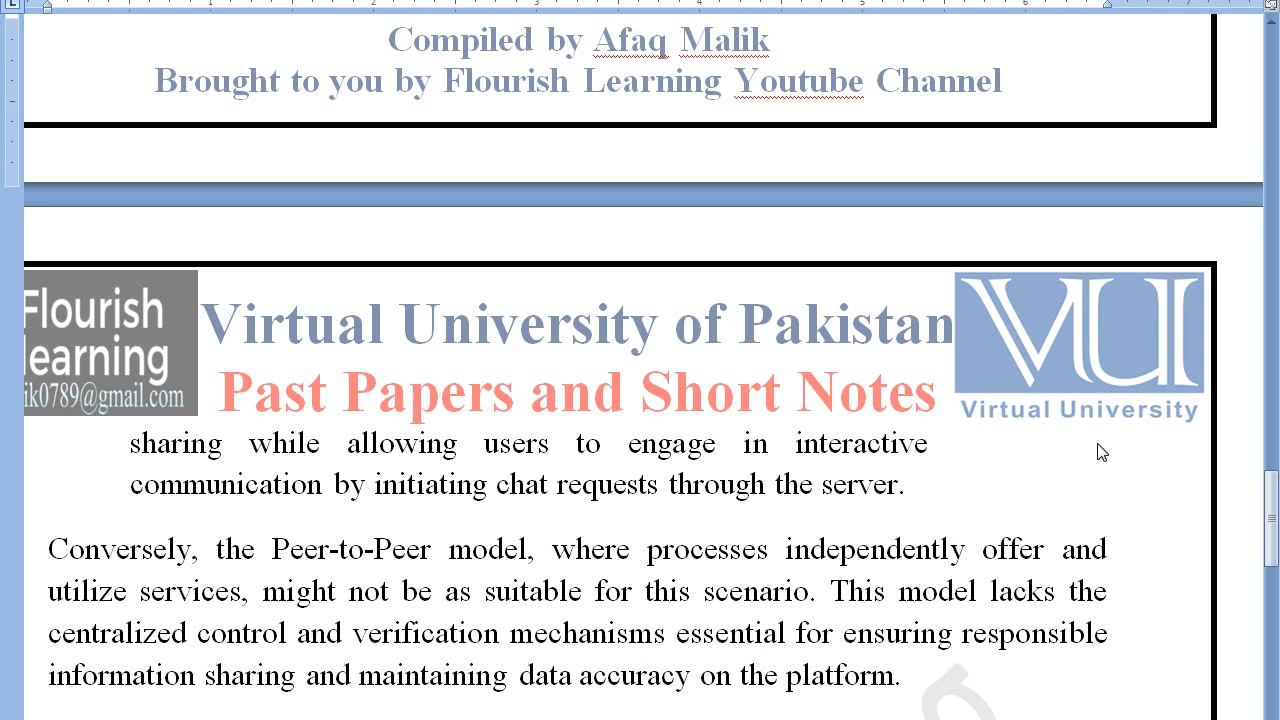 Compiled by Afaq Malik
Brought to you by Flourish Learning Youtube Channel
Flourish
learning
ik0789@gmail.com
Virtual University of Pakistan
Past Papers and Short Notes
VU
Virtual University
sharing while allowing users to engage in interactive
communication by initiating chat requests through the server.
Conversely, the Peer-to-Peer model, where processes independently offer and
utilize services, might not be as suitable for this scenario. This model lacks the
centralized control and verification mechanisms essential for ensuring responsible
information sharing and maintaining data accuracy on the platform.